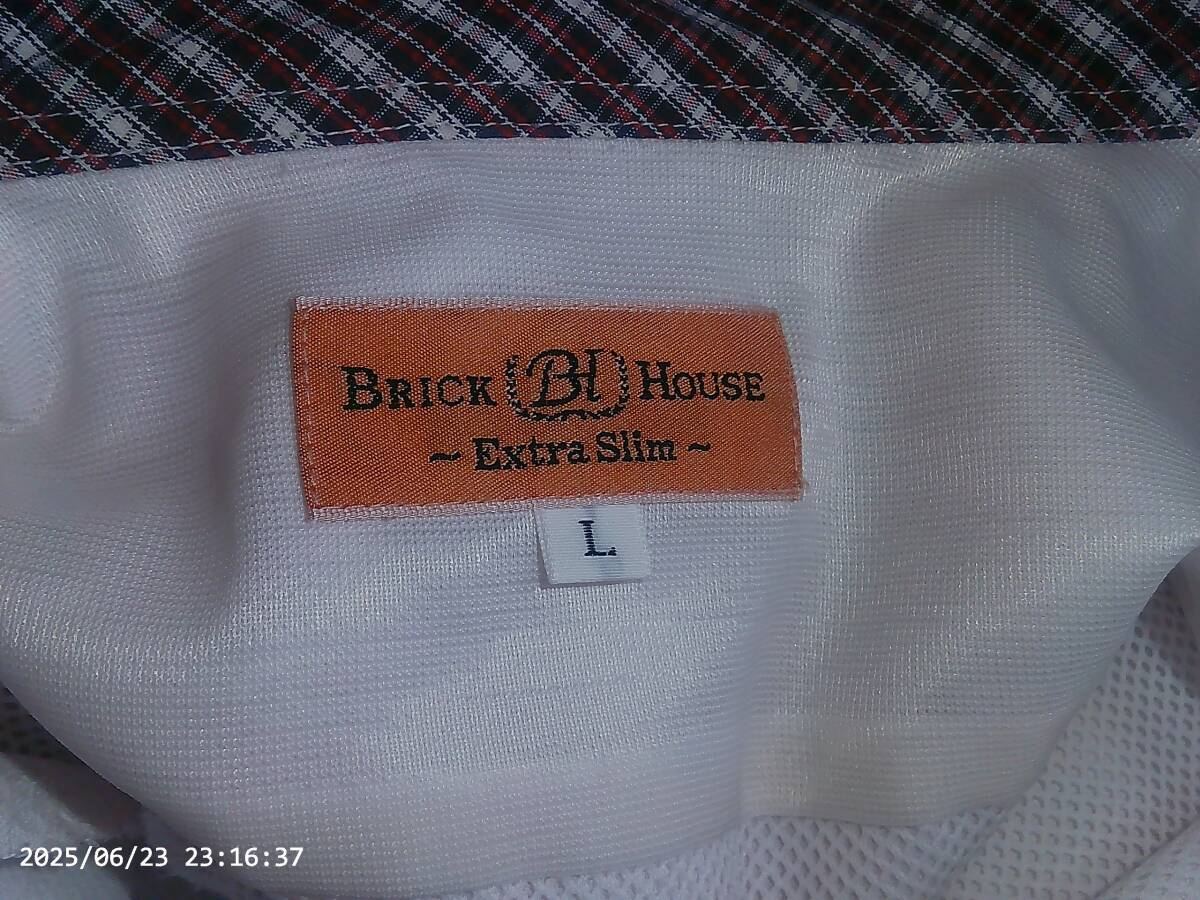 BRICK BH HOUSE
~ Extra Slim ~
L
2025/06/23 23:16:37